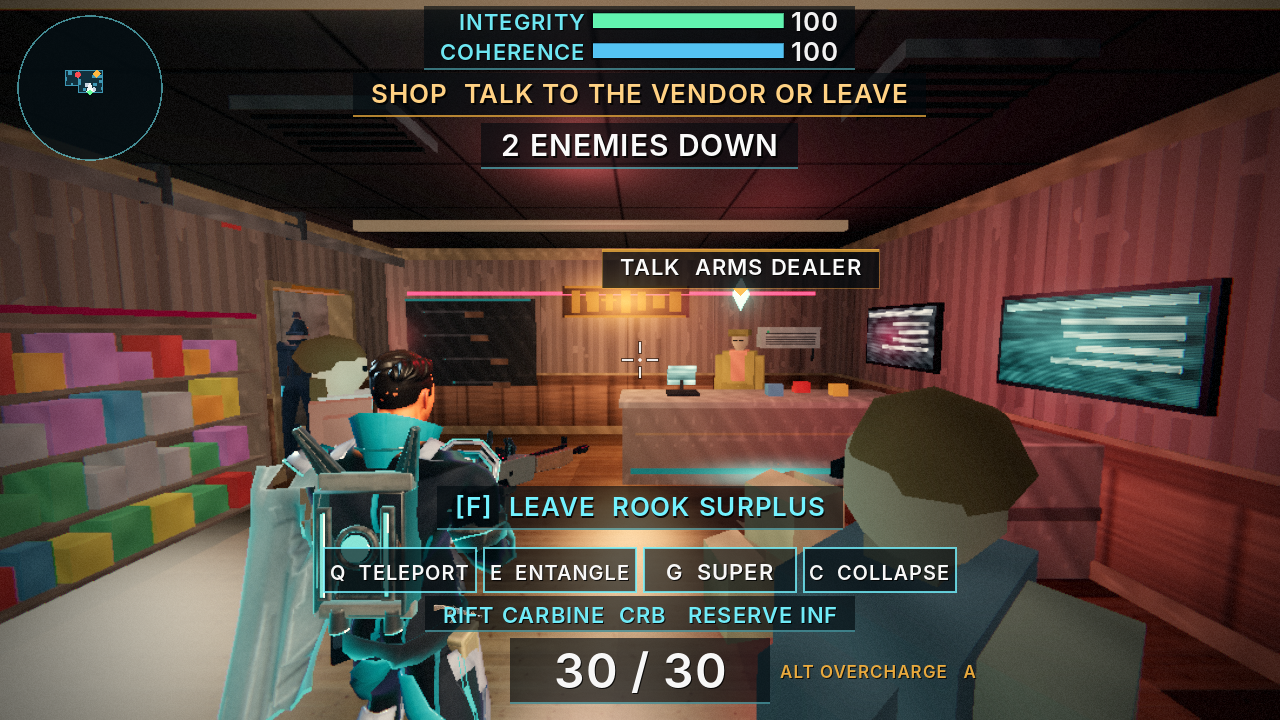 INTEGRITY 100
COHERENCE 100
SHOP TALK TO THE VENDOR OR LEAVE
2 ENEMIES DOWN
TALK ARMS DEALER
[F] LEAVE ROOK SURPLUS
Q TELEPORT E ENTANGLE G SUPER C COLLAPSE
RIFT CARBINE CRB RESERVE INF
30 / 30
ALT OVERCHARGE A